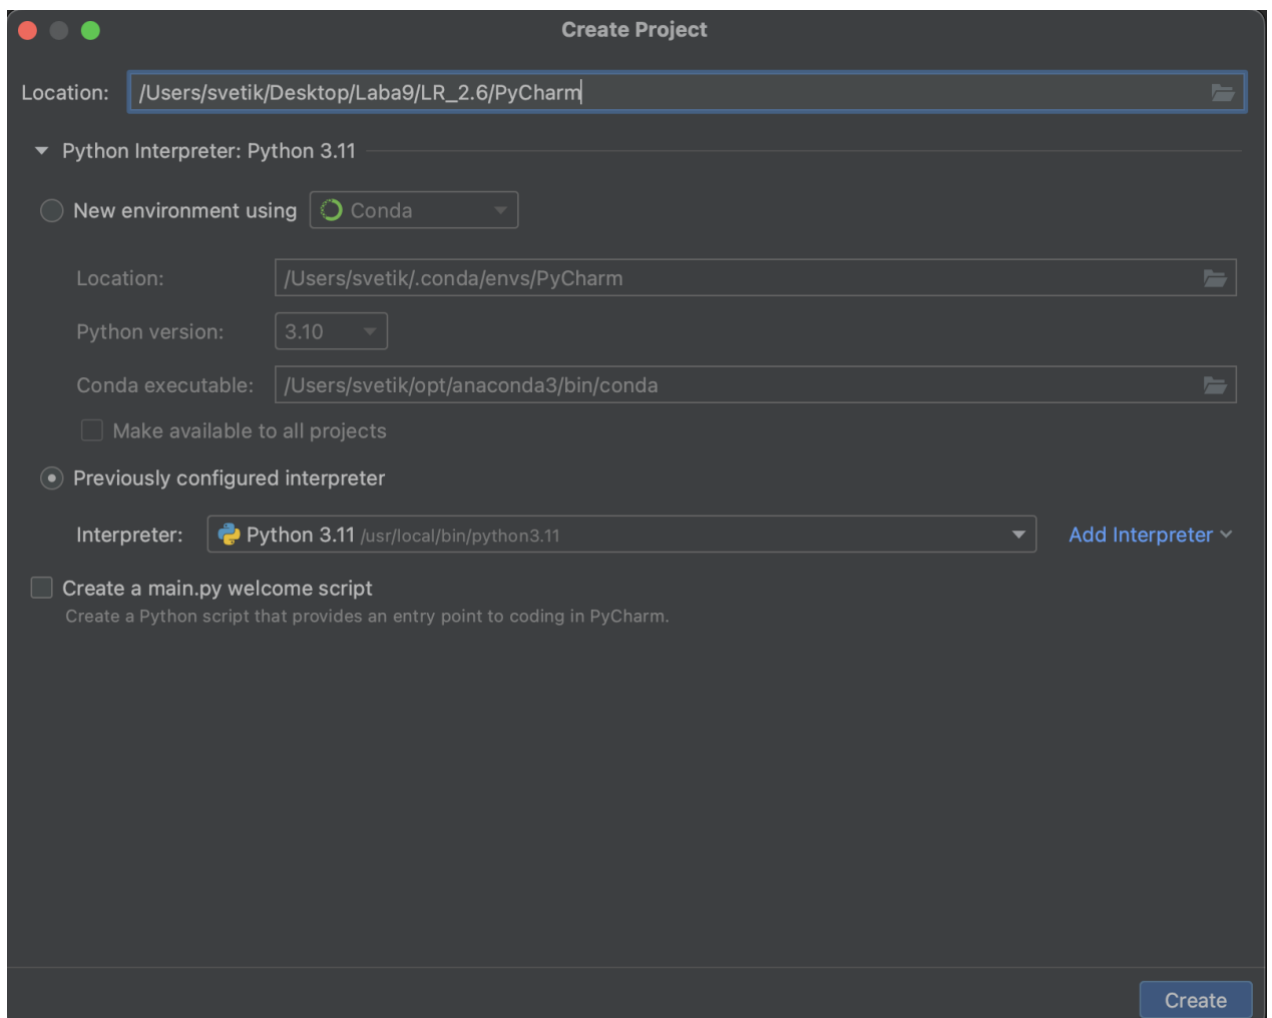 Create Project
Location: /Users/svetik/Desktop/Laba9/LR_2.6/PyCharm
Python Interpreter: Python 3.11
New environment using Conda
Location: /Users/svetik/.conda/envs/PyCharm
Python version: 3.10
Conda executable: /Users/svetik/opt/anaconda3/bin/conda
Make available to all projects
Previously configured interpreter
Interpreter: Python 3.11 /usr/local/bin/python3.11 Add Interpreter
Create a main.py welcome script
Create a Python script that provides an entry point to coding in PyCharm.
Create